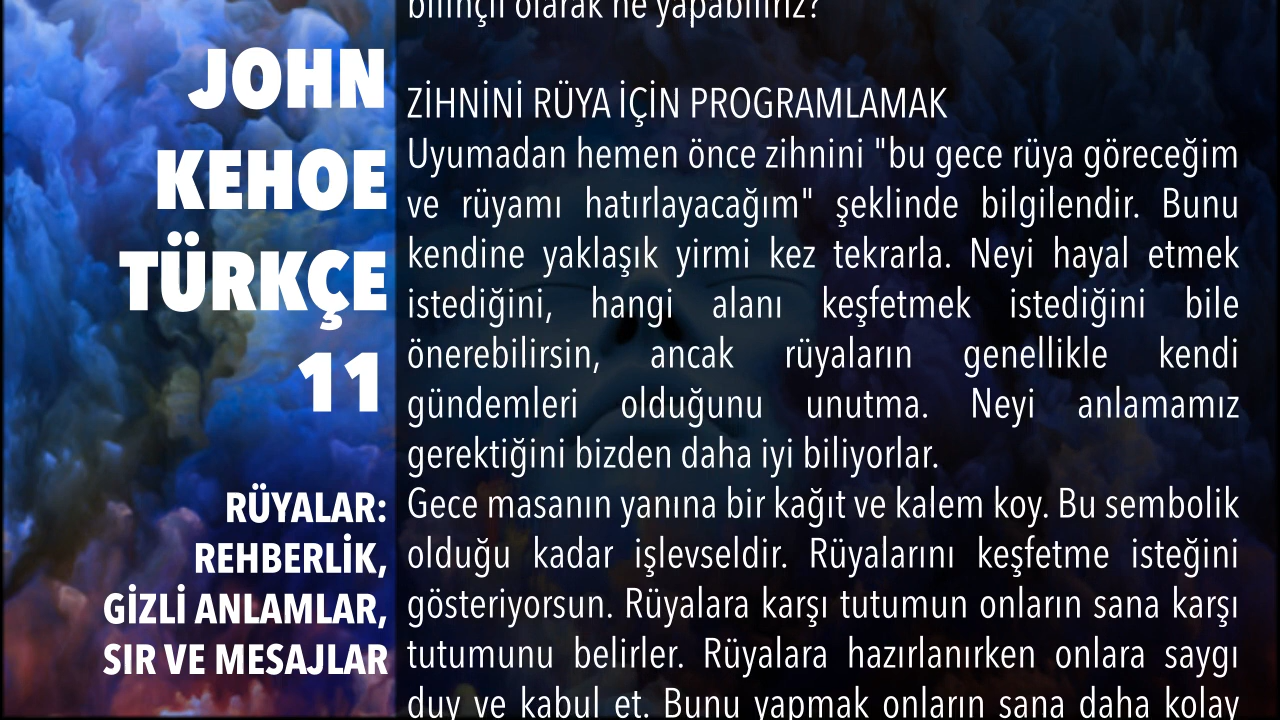 JOHN
KEHOE
TÜRKÇE
11
RÜYALAR:
REHBERLİK,
GİZLİ ANLAMLAR,
SIR VE MESAJLAR
bilinçli olarak ne yapabiliriz?
ZİHNİNİ RÜYA İÇİN PROGRAMLAMAK
Uyumadan hemen önce zihnini "bu gece rüya göreceğim
ve rüyamı hatırlayacağım" şeklinde bilgilendir. Bunu
kendine yaklaşık yirmi kez tekrarla. Neyi hayal etmek
istediğini, hangi alanı keşfetmek istediğini bile
önerebilirsin, ancak rüyaların genellikle kendi
gündemleri olduğunu unutma. Neyi anlamamız
gerektiğini bizden daha iyi biliyorlar.
Gece masanın yanına bir kağıt ve kalem koy. Bu sembolik
olduğu kadar işlevseldir. Rüyalarını keşfetme isteğini
gösteriyorsun. Rüyalara karşı tutumun onların sana karşı
tutumunu belirler. Rüyalara hazırlanırken onlara saygı
duy ve kabul et. Bunu yapmak onların sana daha kolay